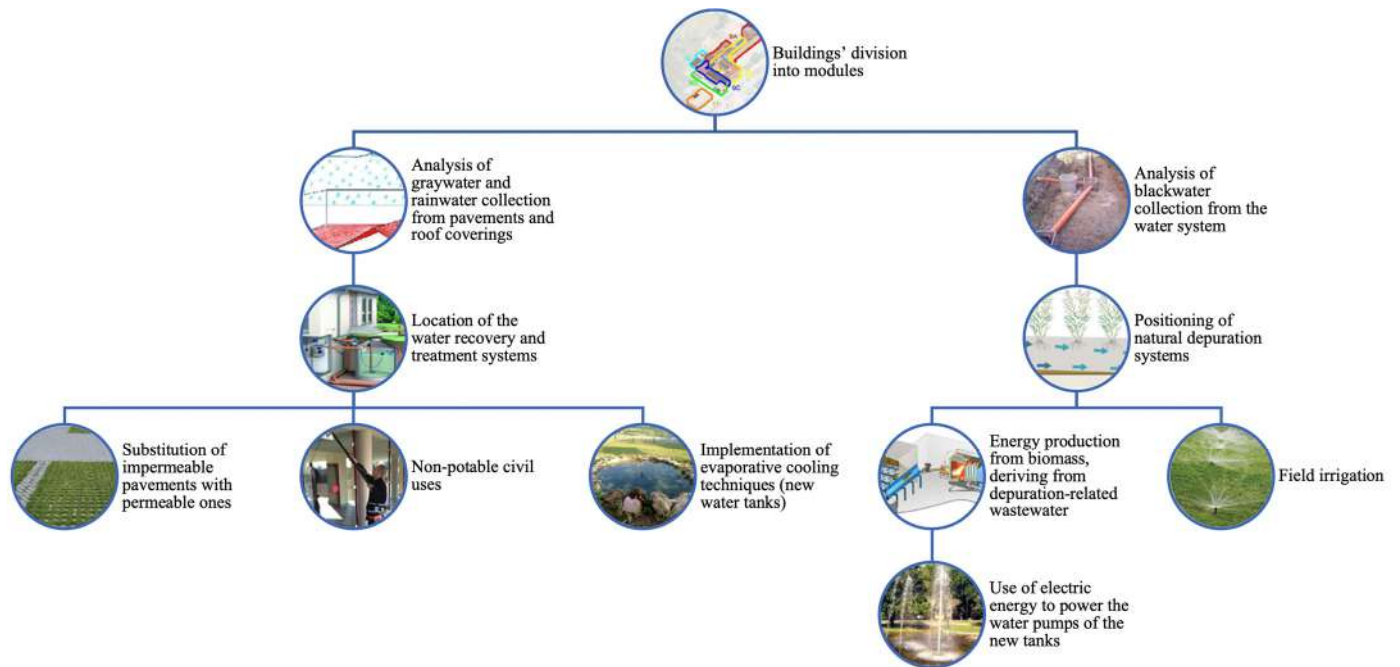 Buildings' division
into modules
Analysis of
graywater and
rainwater collection
from pavements and
roof coverings
Analysis of
blackwater
collection from the
water system
Location of the
water recovery and
treatment systems
Positioning of
natural depuration
systems
Substitution of
impermeable
pavements with
permeable ones
Non-potable civil
uses
Implementation of
evaporative cooling
techniques (new
water tanks)
Energy production
from biomass,
deriving from
depuration-related
wastewater
Field irrigation
Use of electric
energy to power the
water pumps of the
new tanks